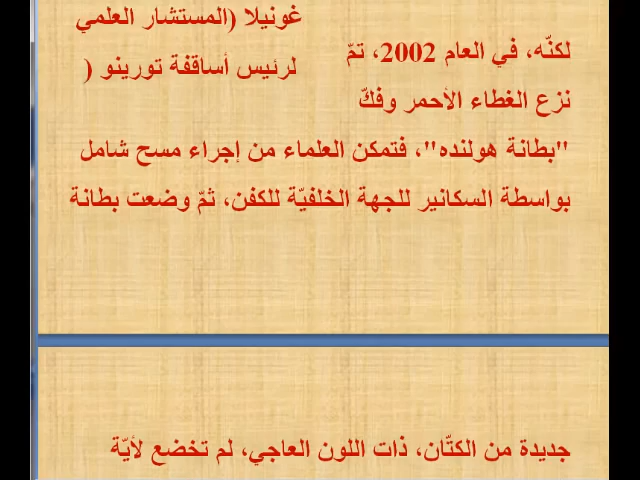 غونيلا (المستشار العلمي
لرئيس أساقفة تورينو (
لكنّه، في العام 2002، تمّ
نزع الغطاء الأحمر وفكّ
"بطانة هولنده"، فتمكن العلماء من إجراء مسح شامل
بواسطة السكانير للجهة الخلفيّة للكفن، ثمّ وضعت بطانة
جديدة من الكتّان، ذات اللون العاجي، لم تخضع لأيّة